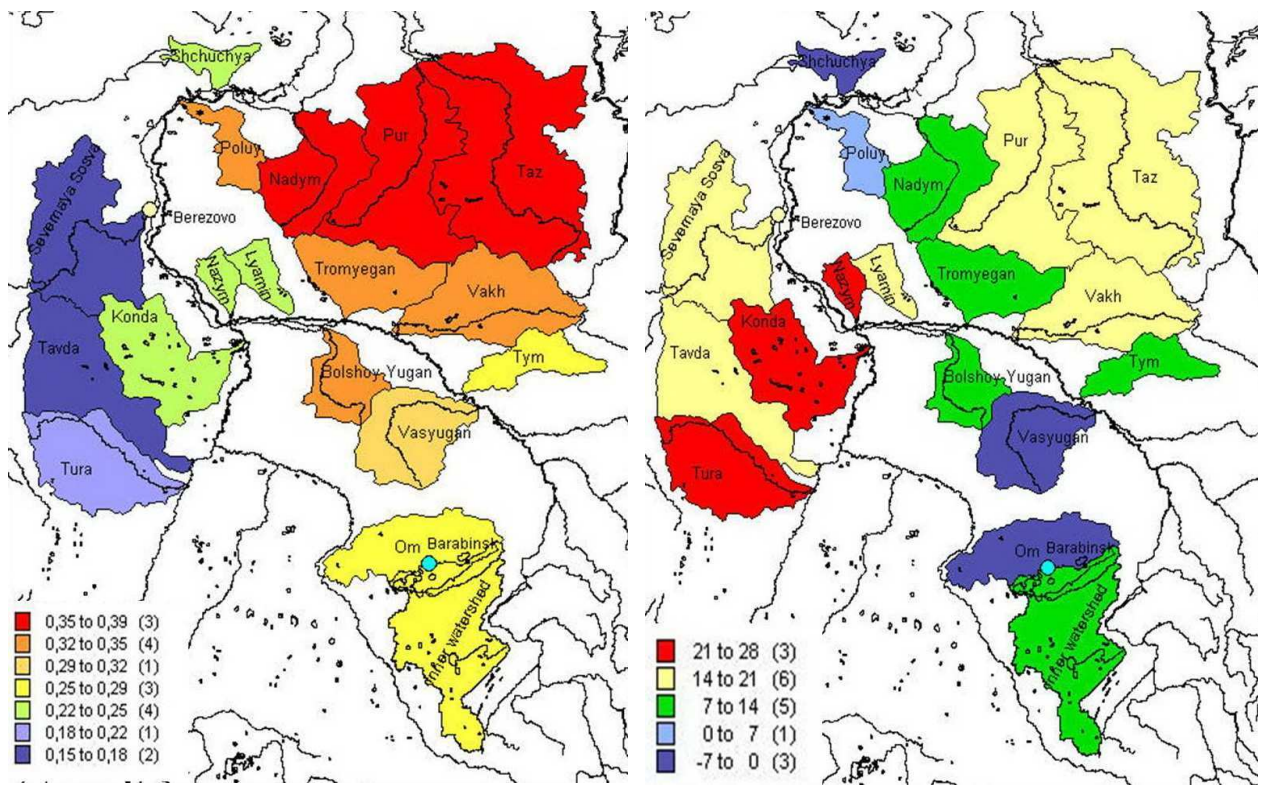 Shchuchya
Poluy
Nadym
Pur
Taz
Severnaya Sosva
Berezovo
Nazym
Lyamin
Tromyegan
Vakh
Konda
Tavda
Tym
Bolshoy Yugan
Vasyugan
Tura
Om
Barabinsk
Inner watershed
0,35 to 0,39 (3)
0,32 to 0,35 (4)
0,29 to 0,32 (1)
0,25 to 0,29 (3)
0,22 to 0,25 (4)
0,18 to 0,22 (1)
0,15 to 0,18 (2)
Shchuchya
Poluy
Nadym
Pur
Taz
Severnaya Sosva
Berezovo
Nazym
Lyamin
Tromyegan
Vakh
Konda
Tavda
Tym
Bolshoy Yugan
Vasyugan
Tura
Om
Barabinsk
Inner watershed
21 to 28 (3)
14 to 21 (6)
7 to 14 (5)
0 to 7 (1)
-7 to 0 (3)